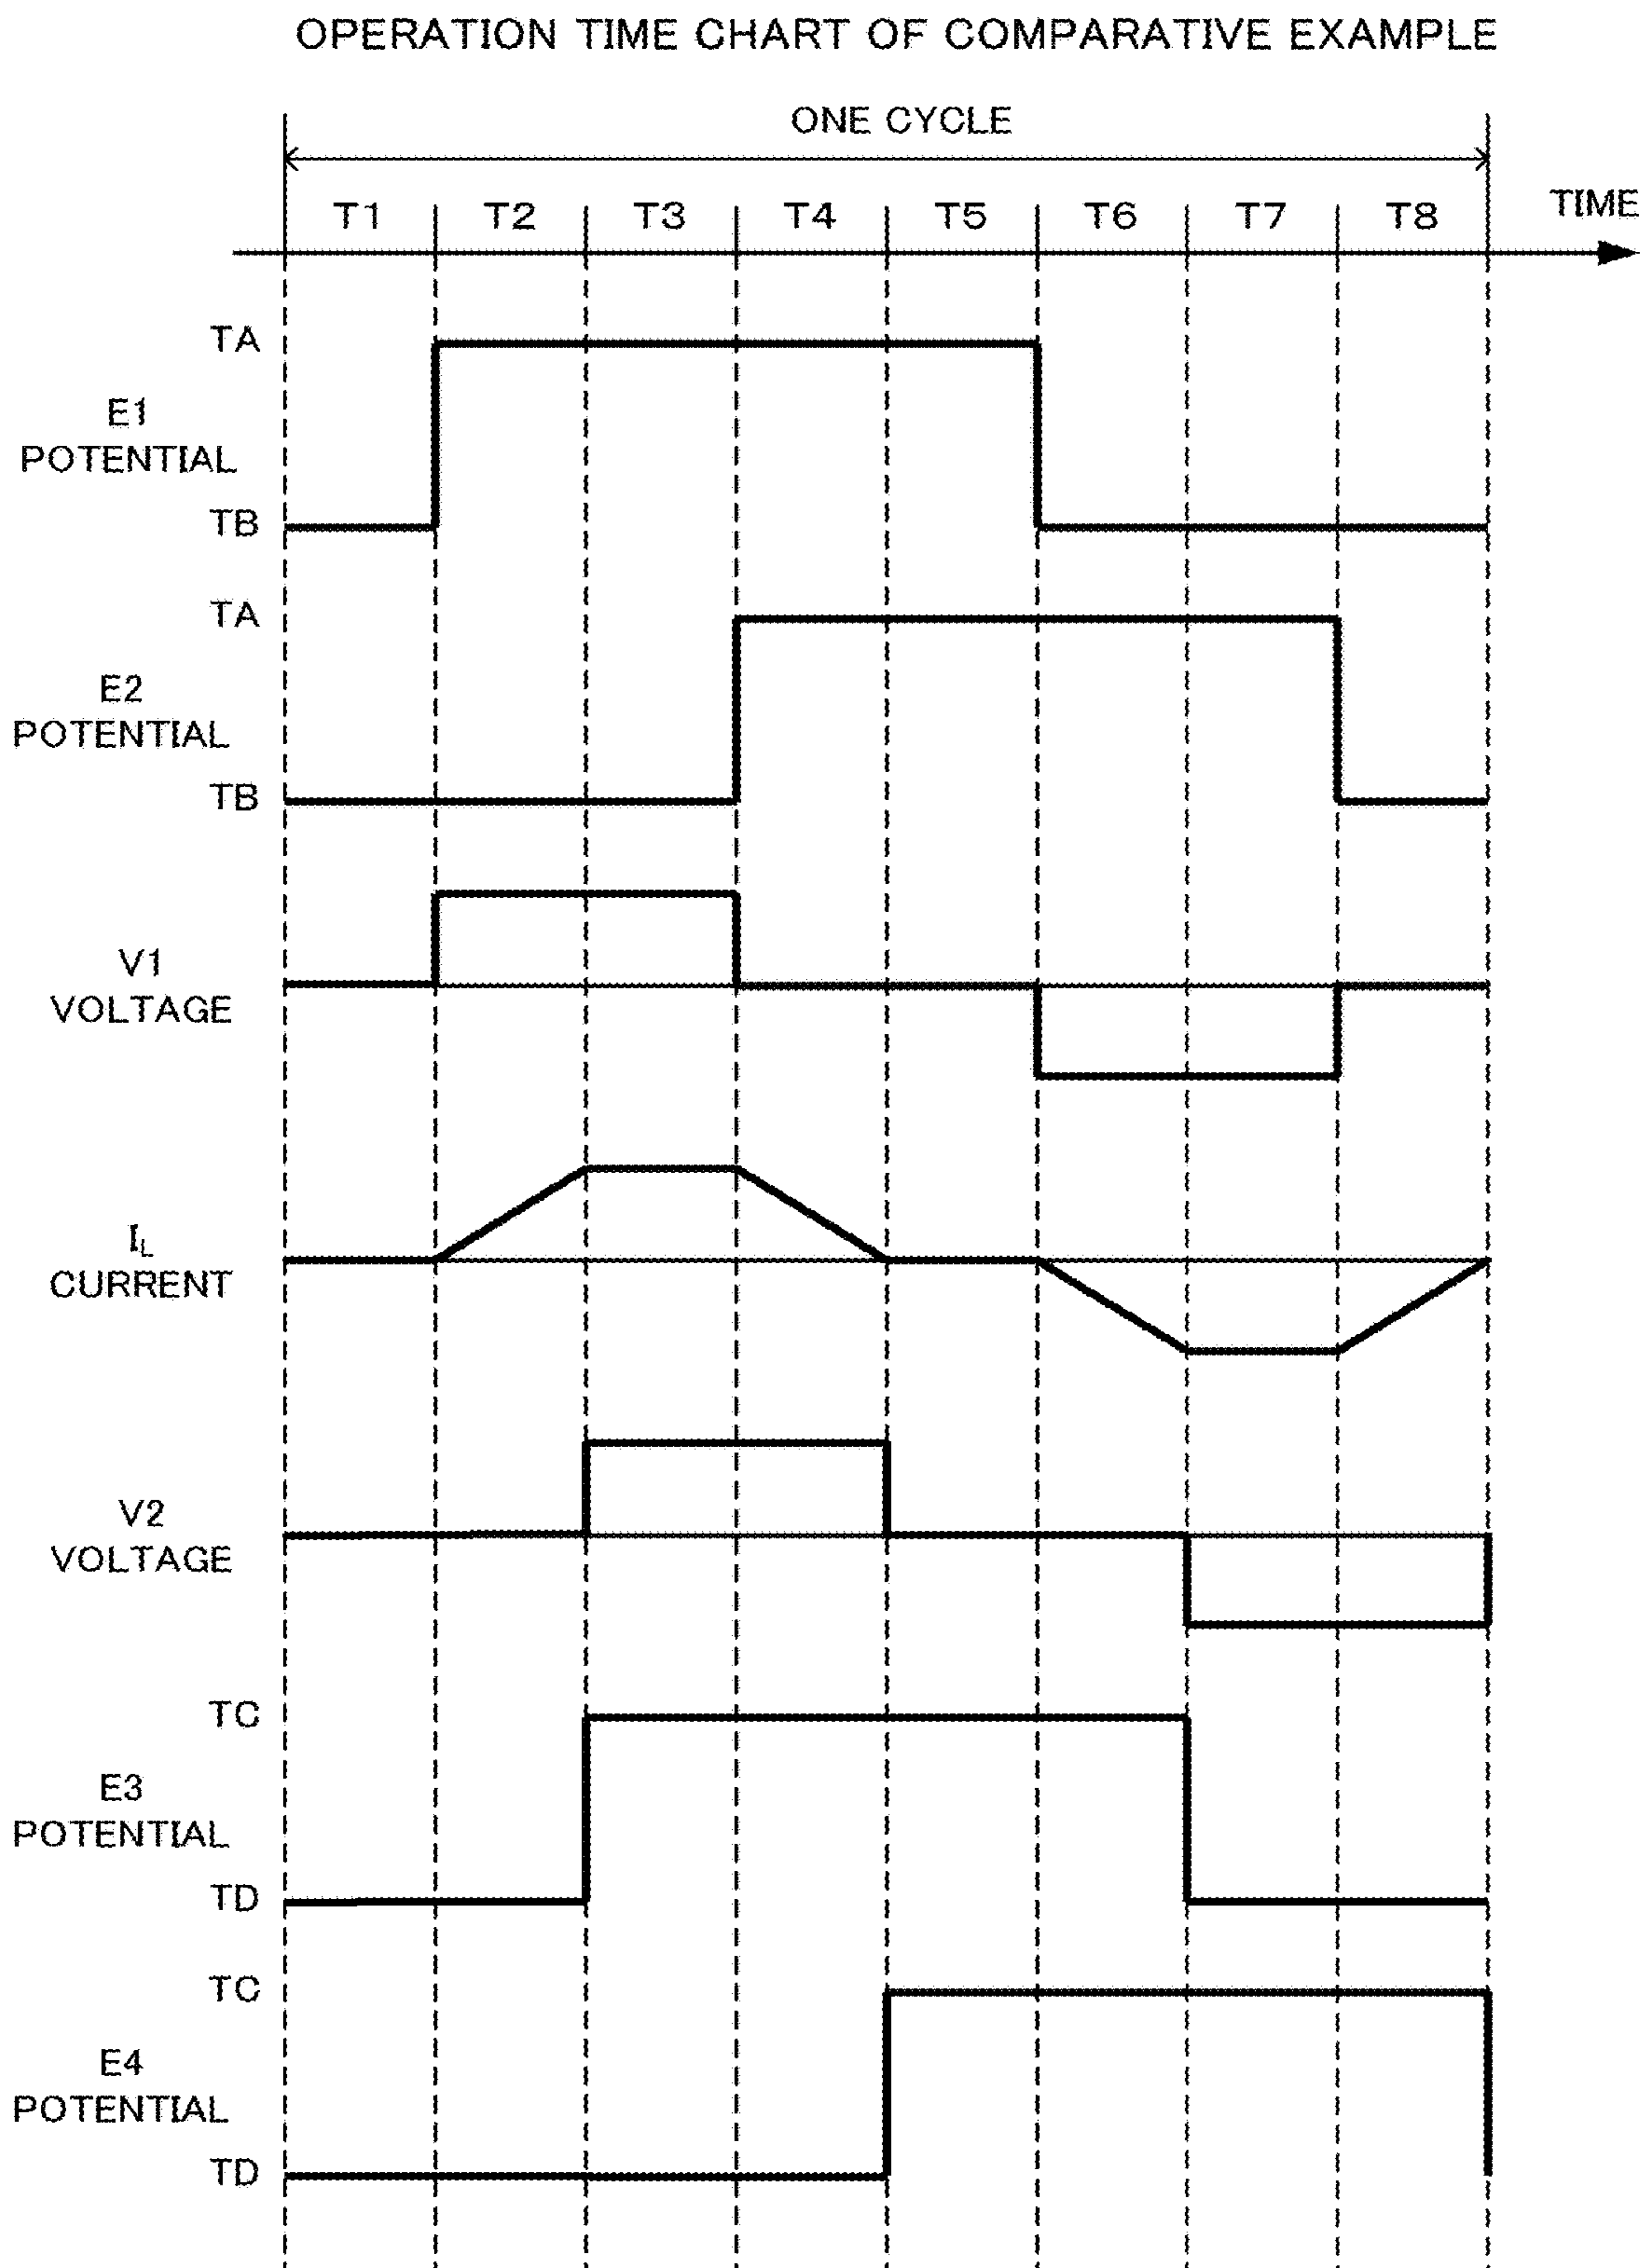 OPERATION TIME CHART OF COMPARATIVE EXAMPLE
ONE CYCLE
T1 T2 T3 T4 T5 T6 T7 T8 TIME
TA
E1
POTENTIAL
TB
TA
E2
POTENTIAL
TB
V1
VOLTAGE
IL
CURRENT
V2
VOLTAGE
TC
E3
POTENTIAL
TD
TC
E4
POTENTIAL
TD